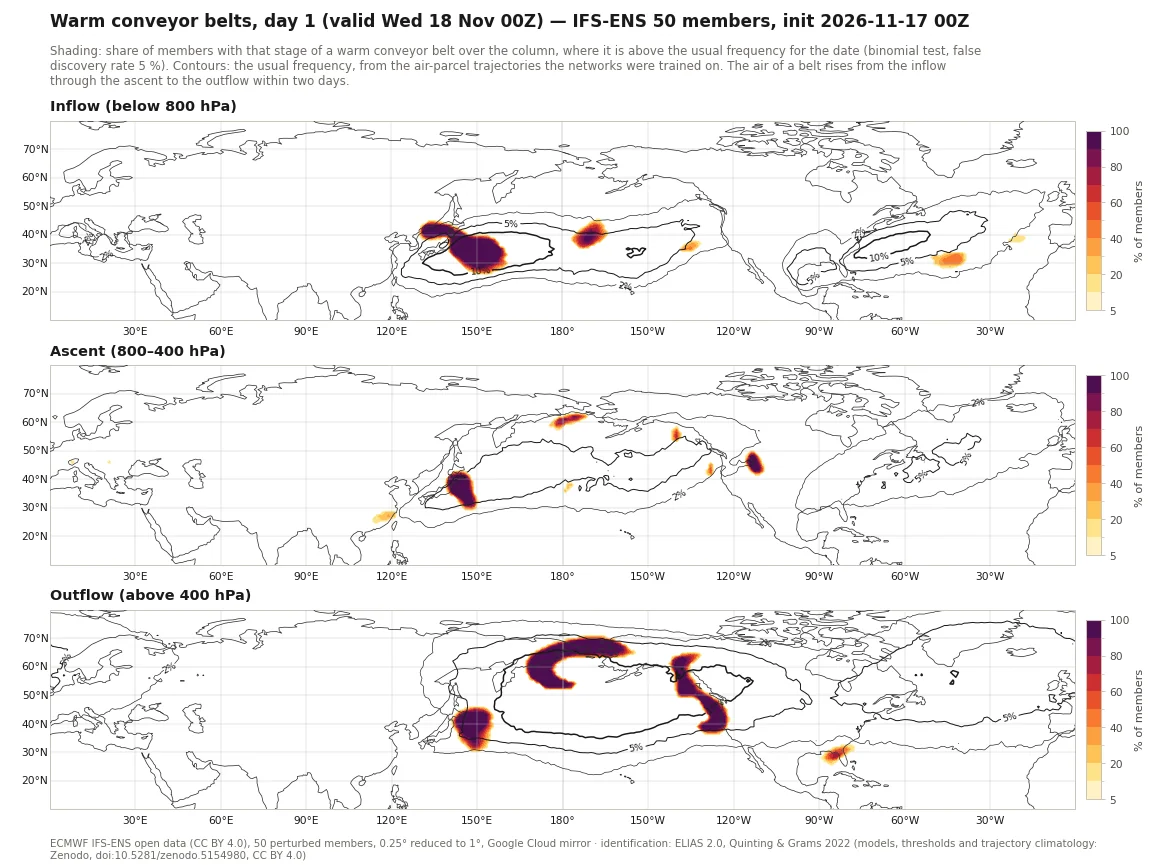 Warm conveyor belts, day 1 (valid Wed 18 Nov 00Z) — IFS-ENS 50 members, init 2026-11-17 00Z
Shading: share of members with that stage of a warm conveyor belt over the column, where it is above the usual frequency for the date (binomial test, false
discovery rate 5 %). Contours: the usual frequency, from the air-parcel trajectories the networks were trained on. The air of a belt rises from the inflow
through the ascent to the outflow within two days.
Inflow (below 800 hPa)
70°N
60°N
50°N
40°N
30°N
20°N
5%
10%
2%
2%
5%
10%
5%
30°E 60°E 90°E 120°E 150°E 180° 150°W 120°W 90°W 60°W 30°W
100
80
60
40
20
5
% of members
Ascent (800–400 hPa)
70°N
60°N
50°N
40°N
30°N
20°N
2%
2%
5%
5%
30°E 60°E 90°E 120°E 150°E 180° 150°W 120°W 90°W 60°W 30°W
100
80
60
40
20
5
% of members
Outflow (above 400 hPa)
70°N
60°N
50°N
40°N
30°N
20°N
5%
5%
30°E 60°E 90°E 120°E 150°E 180° 150°W 120°W 90°W 60°W 30°W
100
80
60
40
20
5
% of members
ECMWF IFS-ENS open data (CC BY 4.0), 50 perturbed members, 0.25° reduced to 1°, Google Cloud mirror · identification: ELIAS 2.0, Quinting & Grams 2022 (models, thresholds and trajectory climatology:
Zenodo, doi:10.5281/zenodo.5154980, CC BY 4.0)